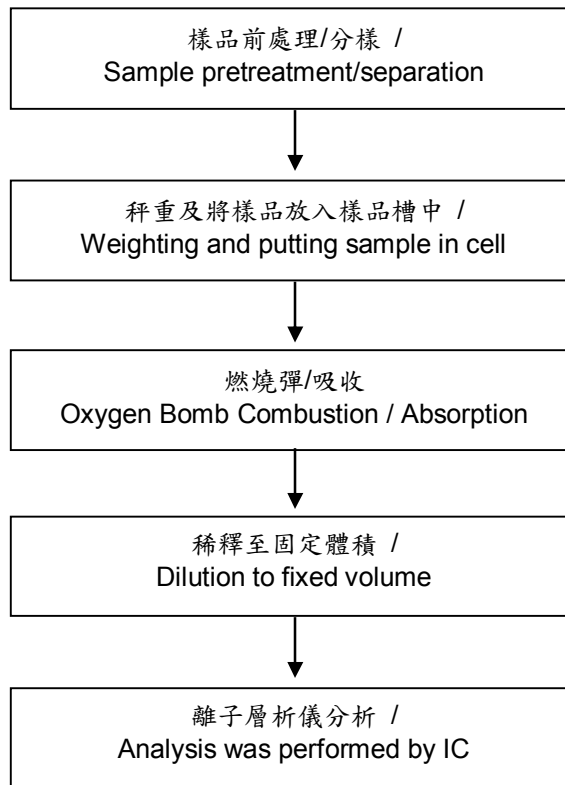 樣品前處理/分樣 /
Sample pretreatment/separation
秤重及將樣品放入樣品槽中 /
Weighting and putting sample in cell
燃燒彈/吸收
Oxygen Bomb Combustion / Absorption
稀釋至固定體積 /
Dilution to fixed volume
離子層析儀分析 /
Analysis was performed by IC